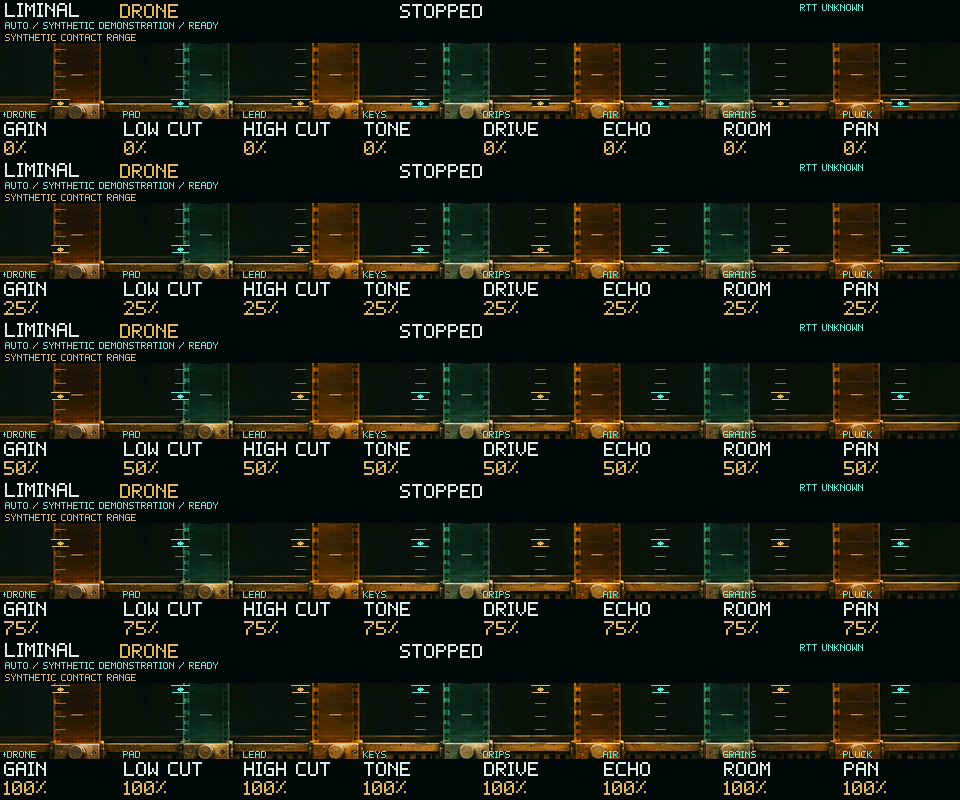 LIMINAL DRONE STOPPED RTT UNKNOWN
AUTO / SYNTHETIC DEMONSTRATION / READY
SYNTHETIC CONTACT RANGE
+DRONE PAD LEAD KEYS DRIPS AIR GRAINS PLUCK
GAIN LOW CUT HIGH CUT TONE DRIVE ECHO ROOM PAN
0% 0% 0% 0% 0% 0% 0% 0%
LIMINAL DRONE STOPPED RTT UNKNOWN
AUTO / SYNTHETIC DEMONSTRATION / READY
SYNTHETIC CONTACT RANGE
+DRONE PAD LEAD KEYS DRIPS AIR GRAINS PLUCK
GAIN LOW CUT HIGH CUT TONE DRIVE ECHO ROOM PAN
25% 25% 25% 25% 25% 25% 25% 25%
LIMINAL DRONE STOPPED RTT UNKNOWN
AUTO / SYNTHETIC DEMONSTRATION / READY
SYNTHETIC CONTACT RANGE
+DRONE PAD LEAD KEYS DRIPS AIR GRAINS PLUCK
GAIN LOW CUT HIGH CUT TONE DRIVE ECHO ROOM PAN
50% 50% 50% 50% 50% 50% 50% 50%
LIMINAL DRONE STOPPED RTT UNKNOWN
AUTO / SYNTHETIC DEMONSTRATION / READY
SYNTHETIC CONTACT RANGE
+DRONE PAD LEAD KEYS DRIPS AIR GRAINS PLUCK
GAIN LOW CUT HIGH CUT TONE DRIVE ECHO ROOM PAN
75% 75% 75% 75% 75% 75% 75% 75%
LIMINAL DRONE STOPPED RTT UNKNOWN
AUTO / SYNTHETIC DEMONSTRATION / READY
SYNTHETIC CONTACT RANGE
+DRONE PAD LEAD KEYS DRIPS AIR GRAINS PLUCK
GAIN LOW CUT HIGH CUT TONE DRIVE ECHO ROOM PAN
100% 100% 100% 100% 100% 100% 100% 100%